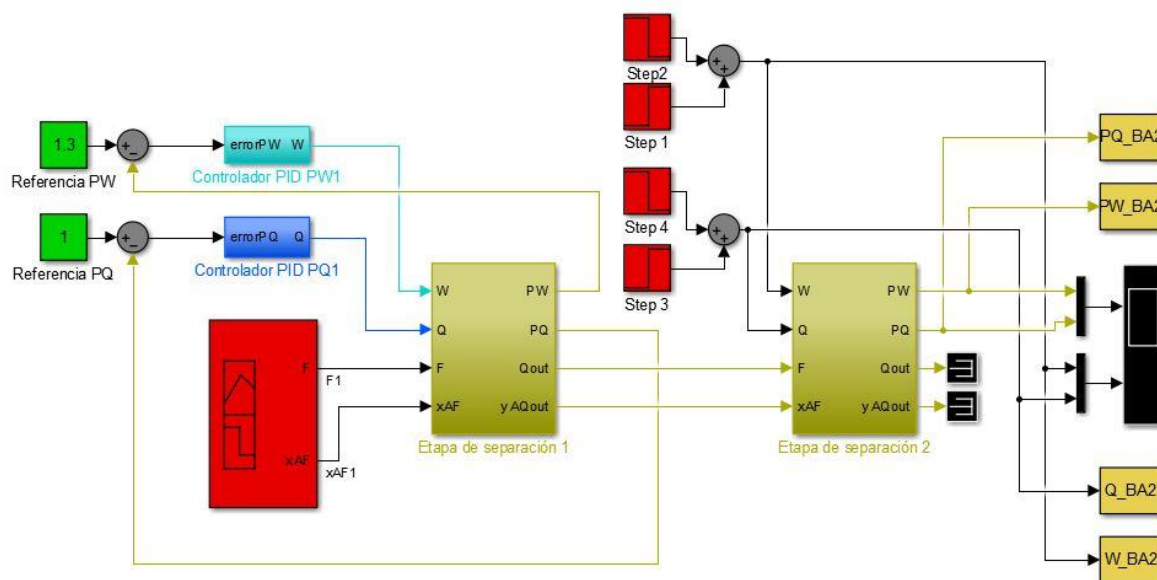 Step2
Step 1
1.3
Referencia PW
errorPW W
Controlador PID PW1
1
Referencia PQ
errorPQ Q
Controlador PID PQ1
Step 4
Step 3
PQ_BA2
PW_BA2
F
F1
xAF
xAF1
W PW
Q PQ
F Qout
xAF yAQout
Etapa de separación 1
W PW
Q PQ
F Qout
xAF yAQout
Etapa de separación 2
Q_BA2
W_BA2